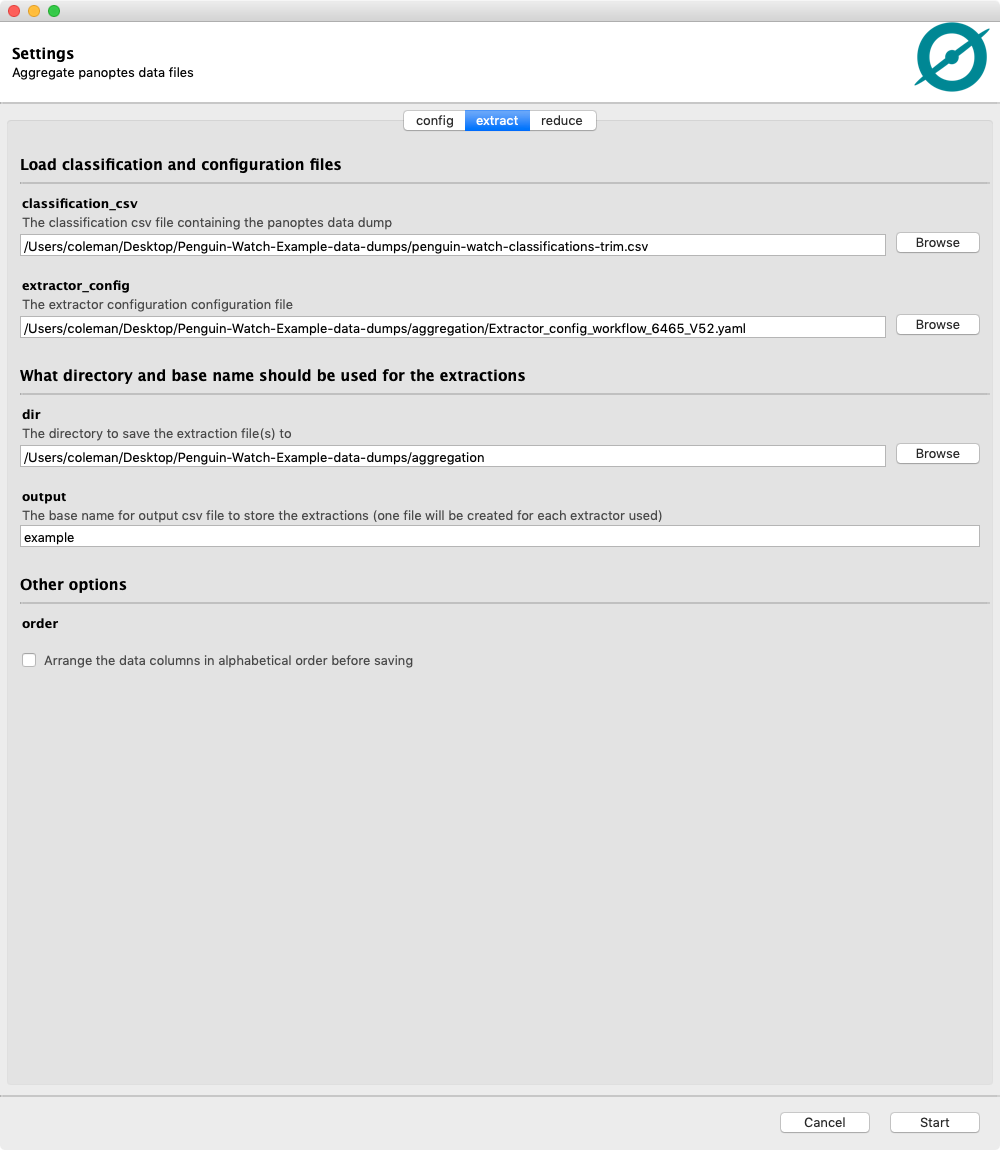 Settings
Aggregate panoptes data files
config extract reduce
Load classification and configuration files
classification_csv
The classification csv file containing the panoptes data dump
/Users/coleman/Desktop/Penguin-Watch-Example-data-dumps/penguin-watch-classifications-trim.csv Browse
extractor_config
The extractor configuration configuration file
/Users/coleman/Desktop/Penguin-Watch-Example-data-dumps/aggregation/Extractor_config_workflow_6465_V52.yaml Browse
What directory and base name should be used for the extractions
dir
The directory to save the extraction file(s) to
/Users/coleman/Desktop/Penguin-Watch-Example-data-dumps/aggregation Browse
output
The base name for output csv file to store the extractions (one file will be created for each extractor used)
example
Other options
order
Arrange the data columns in alphabetical order before saving
Cancel Start